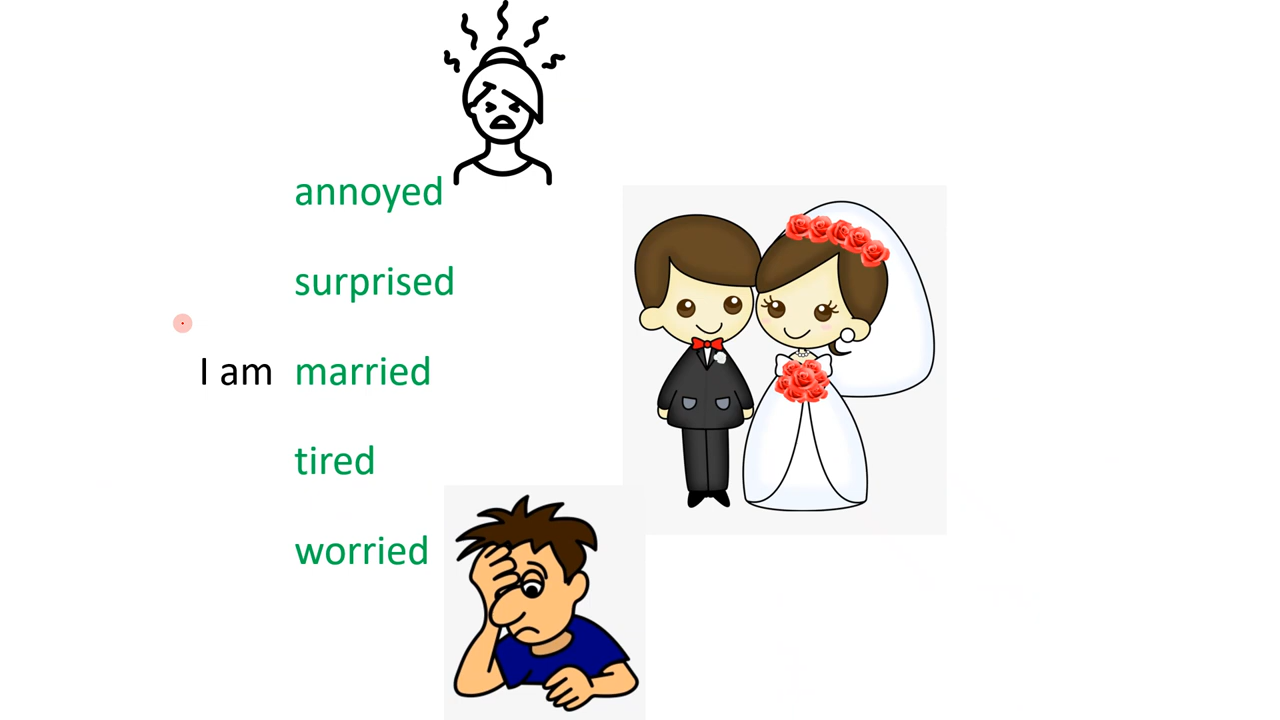 annoyed
surprised
I am married
tired
worried